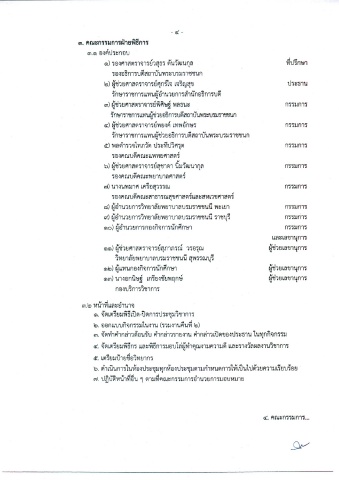 - ๔ -
๓. คณะกรรมการฝ่ายพิธีการ
๓.๑ องค์ประกอบ
๑) รองศาสตราจารย์วสุธร ตันวัฒนกุล ที่ปรึกษา
รองอธิการบดีสถาบันพระบรมราชชนก
๒) ผู้ช่วยศาสตราจารย์ศุกร์ใจ เจริญสุข ประธาน
รักษาราชการแทนผู้อำนวยการสำนักอธิการบดี
๓) ผู้ช่วยศาสตราจารย์พิศิษฐ์ พลธนะ กรรมการ
รักษาราชการแทนผู้ช่วยอธิการบดีสถาบันพระบรมราชชนก
๔) ผู้ช่วยศาสตราจารย์พยงค์ เทพอักษร กรรมการ
รักษาราชการแทนผู้ช่วยอธิการบดีสถาบันพระบรมราชชนก
๕) พลตำรวจโทภวัต ประทีปวิศรุต กรรมการ
รองคณบดีคณะแพทยศาสตร์
๖) ผู้ช่วยศาสตราจารย์สุชาดา นิ้มวัฒนากุล กรรมการ
รองคณบดีคณะพยาบาลศาสตร์
๗) นางนภมาศ เครือสุวรรณ กรรมการ
รองคณบดีคณะสาธารณสุขศาสตร์และสหเวชศาสตร์
๘) ผู้อำนวยการวิทยาลัยพยาบาลบรมราชชนนี พะเยา กรรมการ
๙) ผู้อำนวยการวิทยาลัยพยาบาลบรมราชชนนี ราชบุรี กรรมการ
๑๐) ผู้อำนวยการกองกิจการนักศึกษา กรรมการ
และเลขานุการ
๑๑) ผู้ช่วยศาสตราจารย์สุภาภรณ์ วรอรุณ ผู้ช่วยเลขานุการ
วิทยาลัยพยาบาลบรมราชชนนี สุพรรณบุรี
๑๒) ผู้แทนกองกิจการนักศึกษา ผู้ช่วยเลขานุการ
๑๓) เกรียงชัยพฤกษ์ ผู้ช่วยเลขานุการ
กองบริการวิชาการ
๓.๒ หน้าที่และอำนาจ
๑. จัดเตรียมพิธีเปิด-ปิดการประชุมวิชาการ
๒. ออกแบบกิจกรรมในงาน (รวมงานคืนที่ ๒)
๓. จัดทำคำกล่าวต้อนรับ คำกล่าวรายงาน คำกล่าวเปิดของประธาน ในทุกกิจกรรม
๔. จัดเตรียมพิธีกร และพิธีการมอบโล่ผู้ทำคุณงามความดี และรางวัลผลงานวิชาการ
๕. เตรียมป้ายชื่อวิทยากร
๖. ดำเนินการในห้องประชุมทุกห้องประชุมตามกำหนดการให้เป็นไปด้วยความเรียบร้อย
๗. ปฏิบัติหน้าที่อื่น ๆ ตามที่คณะกรรมการอำนวยการมอบหมาย
๔. คณะกรรมการ...